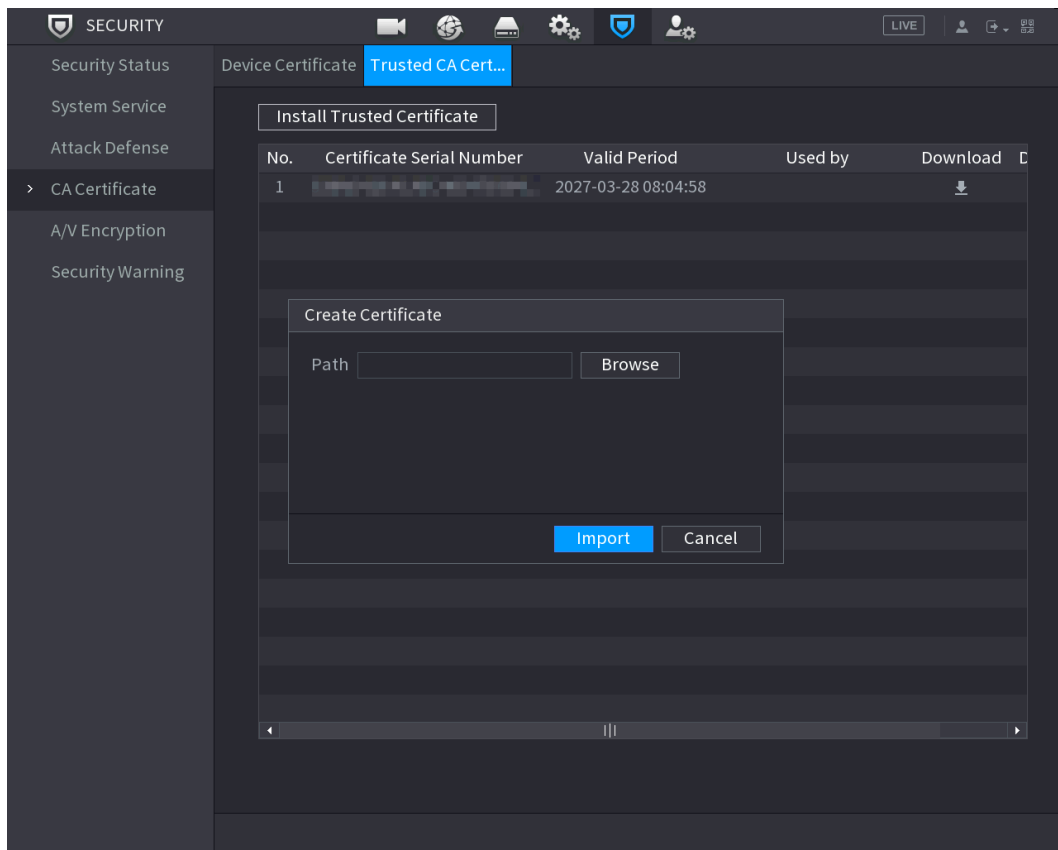 SECURITY
LIVE
Security Status
System Service
Attack Defense
CA Certificate
A/V Encryption
Security Warning
Device Certificate Trusted CA Cert...
Install Trusted Certificate
No. Certificate Serial Number Valid Period Used by Download D
1 2027-03-28 08:04:58
Create Certificate
Path Browse
Import Cancel